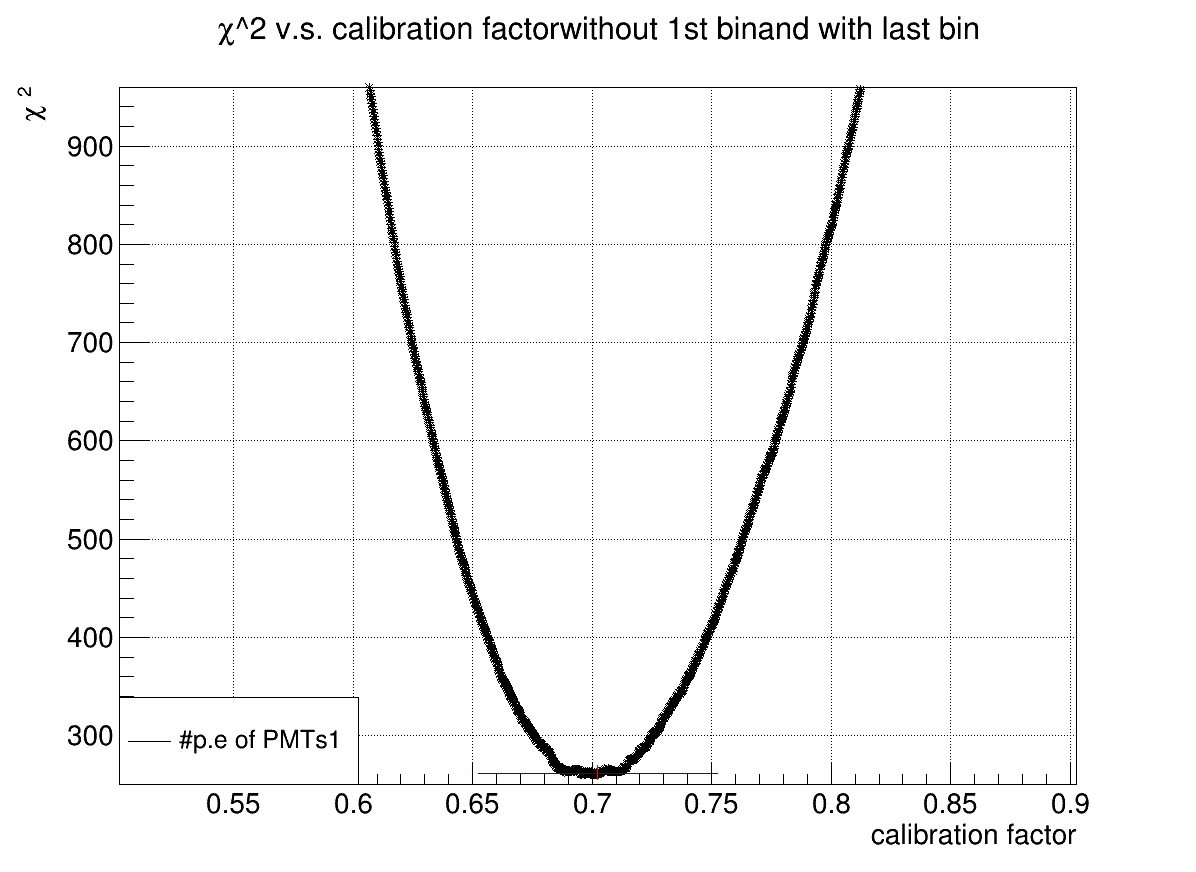 χ^2 v.s. calibration factorwithout 1st binand with last bin
χ 2
900
800
700
600
500
400
300
#p.e of PMTs1
0.55 0.6 0.65 0.7 0.75 0.8 0.85 0.9
calibration factor